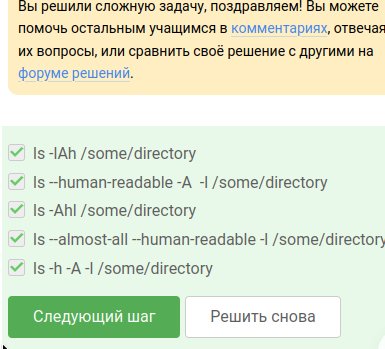 Вы решили сложную задачу, поздравляем! Вы можете
помочь остальным учащимся в комментариях, отвечая
их вопросы, или сравнить своё решение с другими на
форуме решений.
ls -lAh /some/directory
ls --human-readable -A  -l /some/directory
ls -Ahl /some/directory
ls --almost-all --human-readable -l /some/directory
ls -h -A -l /some/directory
Следующий шаг
Решить снова